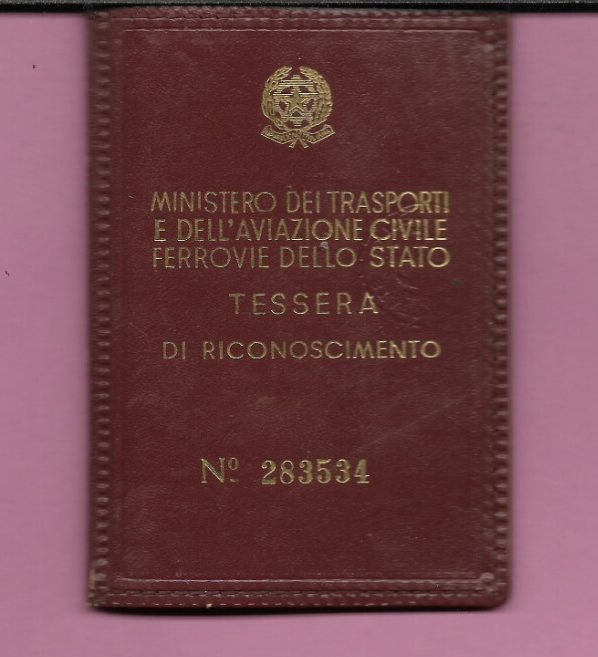 MINISTERO DEI TRASPORTI
E DELL'AVIAZIONE CIVILE
FERROVIE DELLO STATO
TESSERA
DI RICONOSCIMENTO
Nº 283534